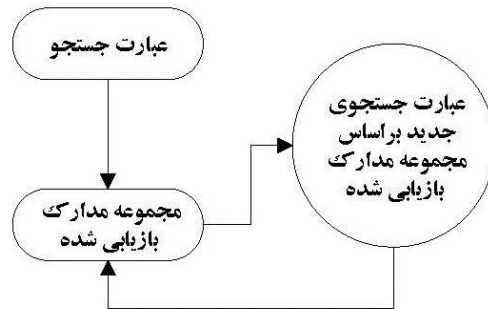 عبارت جستجو
عبارت جستجوی
جدید براساس
مجموعه مدارک
بازیابی شده
مجموعه مدارک
بازیابی شده